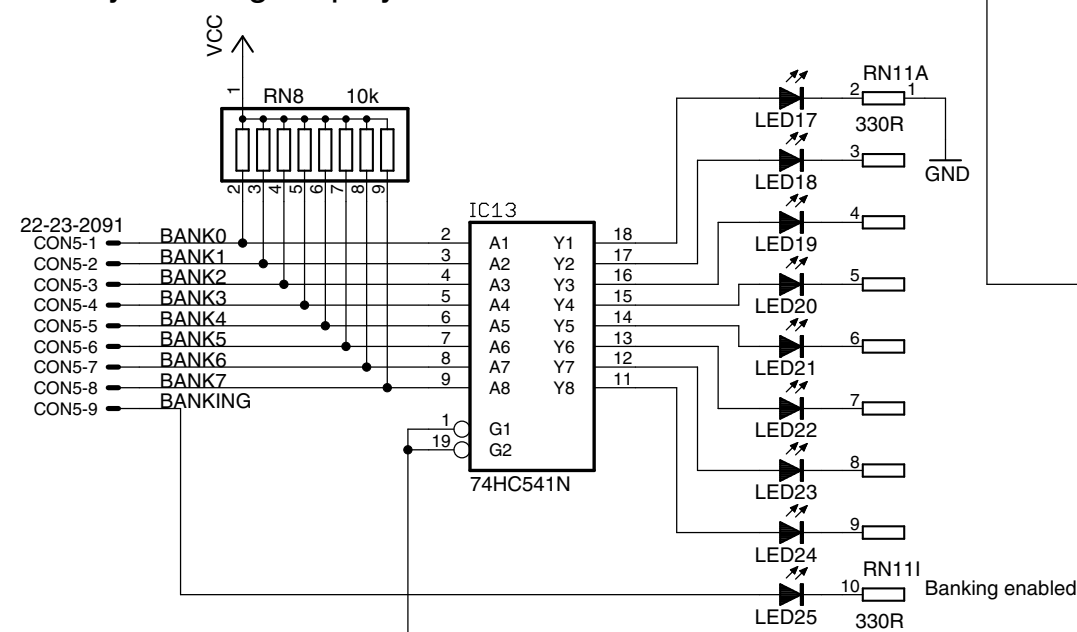 VCC
1
RN8 10k
2 3 4 5 6 7 8 9
22-23-2091
CON5-1 BANK0
CON5-2 BANK1
CON5-3 BANK2
CON5-4 BANK3
CON5-5 BANK4
CON5-6 BANK5
CON5-7 BANK6
CON5-8 BANK7
CON5-9 BANKING
IC13
2 A1 Y1 18
3 A2 Y2 17
4 A3 Y3 16
5 A4 Y4 15
6 A5 Y5 14
7 A6 Y6 13
8 A7 Y7 12
9 A8 Y8 11
1 G1
19 G2
74HC541N
RN11A
2 1
LED17 330R
GND
3
LED18
4
LED19
5
LED20
6
LED21
7
LED22
8
LED23
9
LED24
RN11I
10 Banking enabled
LED25 330R